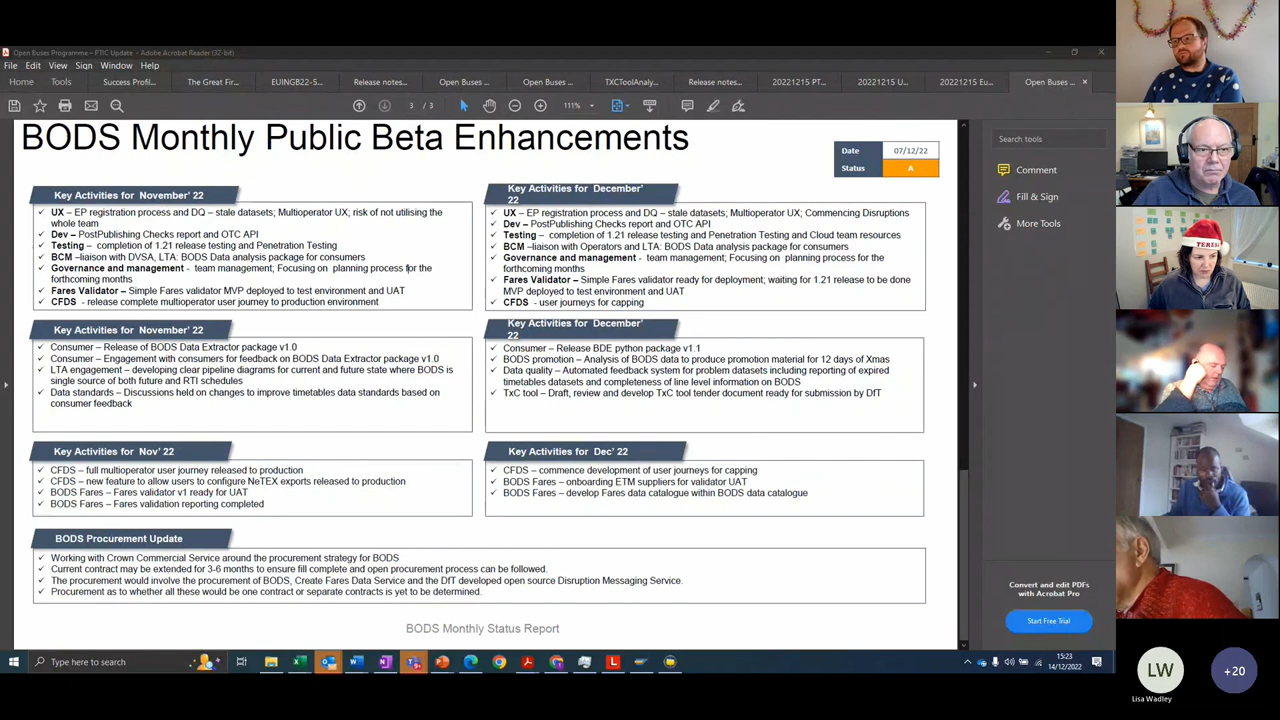 Open Buses Programme - PTIC Update - Adobe Acrobat Reader (32-bit)
File Edit View Sign Window Help
Home Tools Success Profil... The Great Fir... EUINGB22-S... Release notes... Open Buses ... Open Buses ... TXCToolAnaly... Release notes... 20221215 PT... 20221215 U... 20221215 Eu... Open Buses ...
3 / 3 111%
BODS Monthly Public Beta Enhancements
Date 07/12/22
Status A
Key Activities for November' 22
UX – EP registration process and DQ – stale datasets; Multioperator UX; risk of not utilising the
whole team
Dev – PostPublishing Checks report and OTC API
Testing – completion of 1.21 release testing and Penetration Testing
BCM –liaison with DVSA, LTA: BODS Data analysis package for consumers
Governance and management - team management; Focusing on planning process for the
forthcoming months
Fares Validator – Simple Fares validator MVP deployed to test environment and UAT
CFDS - release complete multioperator user journey to production environment
Key Activities for December'
22
UX – EP registration process and DQ – stale datasets; Multioperator UX; Commencing Disruptions
Dev – PostPublishing Checks report and OTC API
Testing – completion of 1.21 release testing and Penetration Testing and Cloud team resources
BCM –liaison with Operators and LTA: BODS Data analysis package for consumers
Governance and management - team management; Focusing on planning process for the
forthcoming months
Fares Validator – Simple Fares validator ready for deployment; waiting for 1.21 release to be done
MVP deployed to test environment and UAT
CFDS - user journeys for capping
Key Activities for November' 22
Consumer – Release of BODS Data Extractor package v1.0
Consumer – Engagement with consumers for feedback on BODS Data Extractor package v1.0
LTA engagement – developing clear pipeline diagrams for current and future state where BODS is
single source of both future and RTI schedules
Data standards – Discussions held on changes to improve timetables data standards based on
consumer feedback
Key Activities for December'
22
Consumer – Release BDE python package v1.1
BODS promotion – Analysis of BODS data to produce promotion material for 12 days of Xmas
Data quality – Automated feedback system for problem datasets including reporting of expired
timetables datasets and completeness of line level information on BODS
TxC tool – Draft, review and develop TxC tool tender document ready for submission by DfT
Key Activities for Nov' 22
CFDS – full multioperator user journey released to production
CFDS – new feature to allow users to configure NeTEX exports released to production
BODS Fares – Fares validator v1 ready for UAT
BODS Fares – Fares validation reporting completed
Key Activities for Dec' 22
CFDS – commence development of user journeys for capping
BODS Fares – onboarding ETM suppliers for validator UAT
BODS Fares – develop Fares data catalogue within BODS data catalogue
BODS Procurement Update
Working with Crown Commercial Service around the procurement strategy for BODS
Current contract may be extended for 3-6 months to ensure fill complete and open procurement process can be followed.
The procurement would involve the procurement of BODS, Create Fares Data Service and the DfT developed open source Disruption Messaging Service.
Procurement as to whether all these would be one contract or separate contracts is yet to be determined.
BODS Monthly Status Report
Search tools
Comment
Fill & Sign
More Tools
Convert and edit PDFs
with Acrobat Pro
Start Free Trial
Type here to search
15:23
14/12/2022
LW
Lisa Wadley
+20